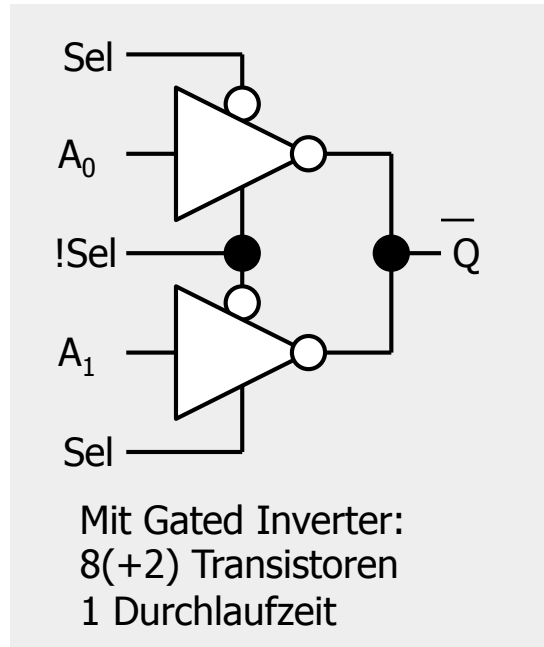 Sel
A₀
!Sel
Q̅
A₁
Sel
Mit Gated Inverter:
8(+2) Transistoren
1 Durchlaufzeit